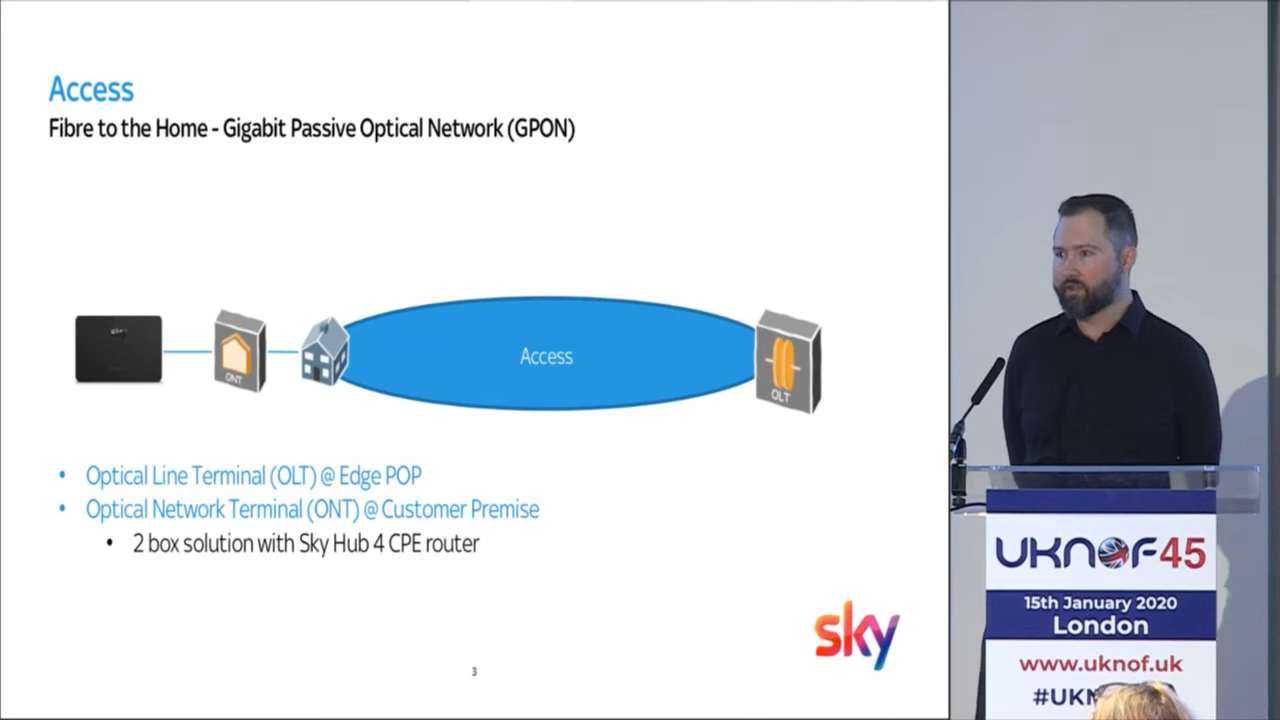 Access
Fibre to the Home - Gigabit Passive Optical Network (GPON)
ONT
Access
OLT
• Optical Line Terminal (OLT) @ Edge POP
• Optical Network Terminal (ONT) @ Customer Premise
• 2 box solution with Sky Hub 4 CPE router
sky
3
UKNOF45
15th January 2020
London
www.uknof.uk